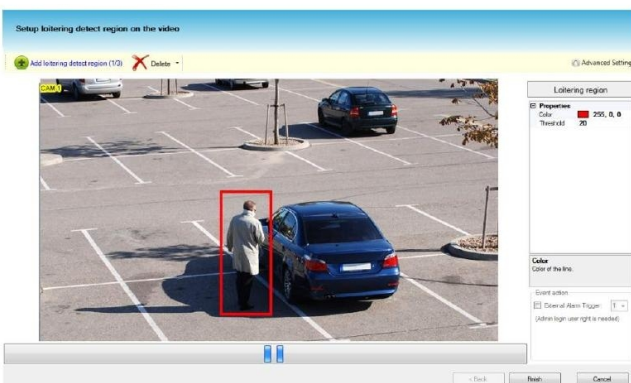 Setup loitering detect region on the video
Add loitering detect region (1/3) Delete
Advanced Setting
CAM 1
Loitering region
Properties
Color 255, 0, 0
Threshold 20
Color
Color of the line.
Event action
External Alarm Trigger: 1
(Admin login user right is needed)
< Back Finish Cancel